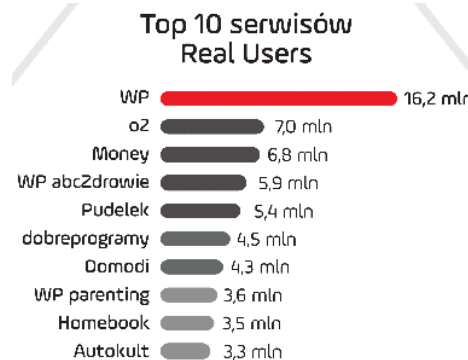 Top 10 serwisów
Real Users
WP 16,2 mln
o2 7,0 mln
Money 6,8 mln
WP abcZdrowie 5,9 mln
Pudelek 5,4 mln
dobreprogramy 4,5 mln
Domodi 4,3 mln
WP parenting 3,6 mln
Homebook 3,5 mln
Autokult 3,3 mln